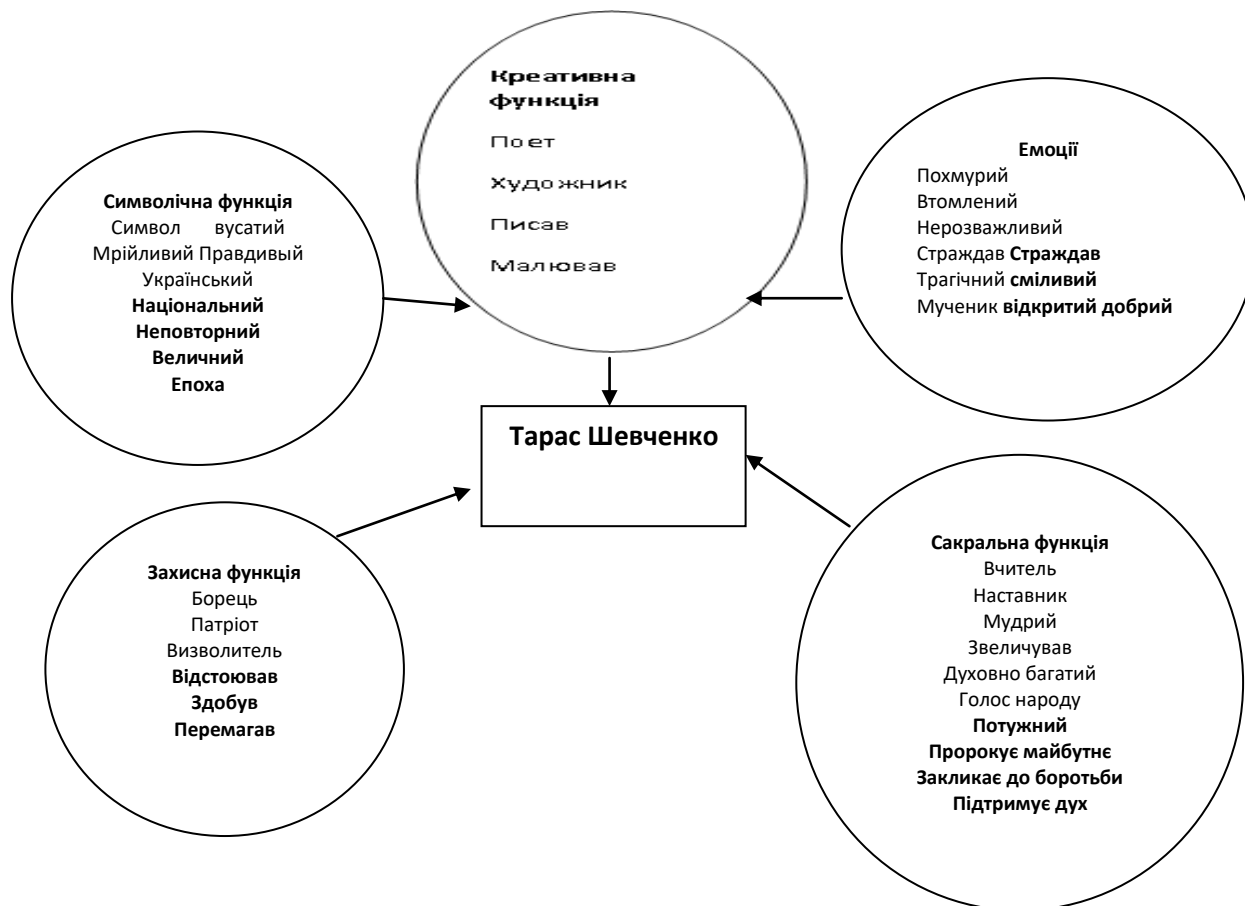 Креативна
функція
Поет
Художник
Писав
Малював
Символічна функція
Символ вусатий
Мрійливий Правдивый
Український
Національний
Неповторний
Величний
Епоха
Емоції
Похмурий
Втомлений
Нерозважливий
Страждав Страждав
Трагічний сміливий
Мученик відкритий добрий
Тарас Шевченко
Захисна функція
Борець
Патріот
Визволитель
Відстоював
Здобув
Перемагав
Сакральна функція
Вчитель
Наставник
Мудрий
Звеличував
Духовно багатий
Голос народу
Потужний
Пророкує майбутнє
Закликає до боротьби
Підтримує дух